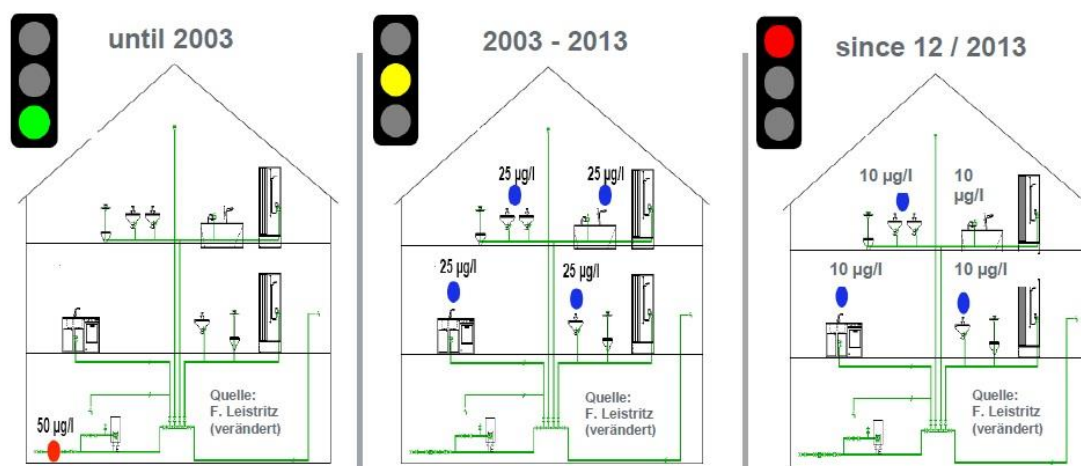 until 2003
50 µg/l
Quelle:
F. Leistritz
(verändert)
2003 - 2013
25 µg/l
25 µg/l
25 µg/l
25 µg/l
Quelle:
F. Leistritz
(verändert)
since 12 / 2013
10 µg/l
10
µg/l
10 µg/l
10 µg/l
Quelle:
F. Leistritz
(verändert)